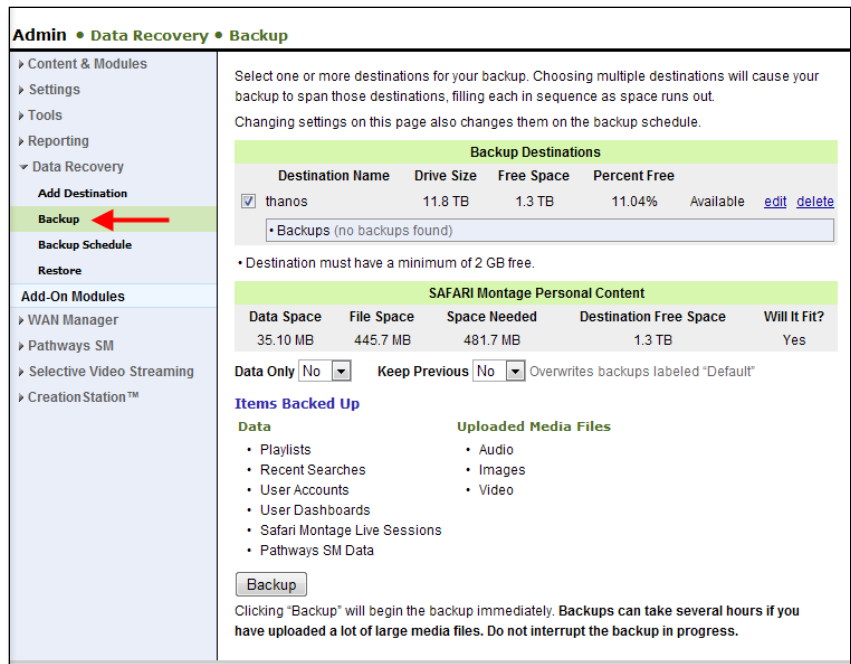 Admin • Data Recovery • Backup
Content & Modules
Settings
Tools
Reporting
Data Recovery
Add Destination
Backup
Backup Schedule
Restore
Add-On Modules
WAN Manager
Pathways SM
Selective Video Streaming
CreationStation™
Select one or more destinations for your backup. Choosing multiple destinations will cause your
backup to span those destinations, filling each in sequence as space runs out.
Changing settings on this page also changes them on the backup schedule.
Backup Destinations
Destination Name Drive Size Free Space Percent Free
thanos 11.8 TB 1.3 TB 11.04% Available edit delete
• Backups (no backups found)
• Destination must have a minimum of 2 GB free.
SAFARI Montage Personal Content
Data Space File Space Space Needed Destination Free Space Will It Fit?
35.10 MB 445.7 MB 481.7 MB 1.3 TB Yes
Data Only No Keep Previous No Overwrites backups labeled "Default"
Items Backed Up
Data
• Playlists
• Recent Searches
• User Accounts
• User Dashboards
• Safari Montage Live Sessions
• Pathways SM Data
Uploaded Media Files
• Audio
• Images
• Video
Backup
Clicking "Backup" will begin the backup immediately. Backups can take several hours if you
have uploaded a lot of large media files. Do not interrupt the backup in progress.